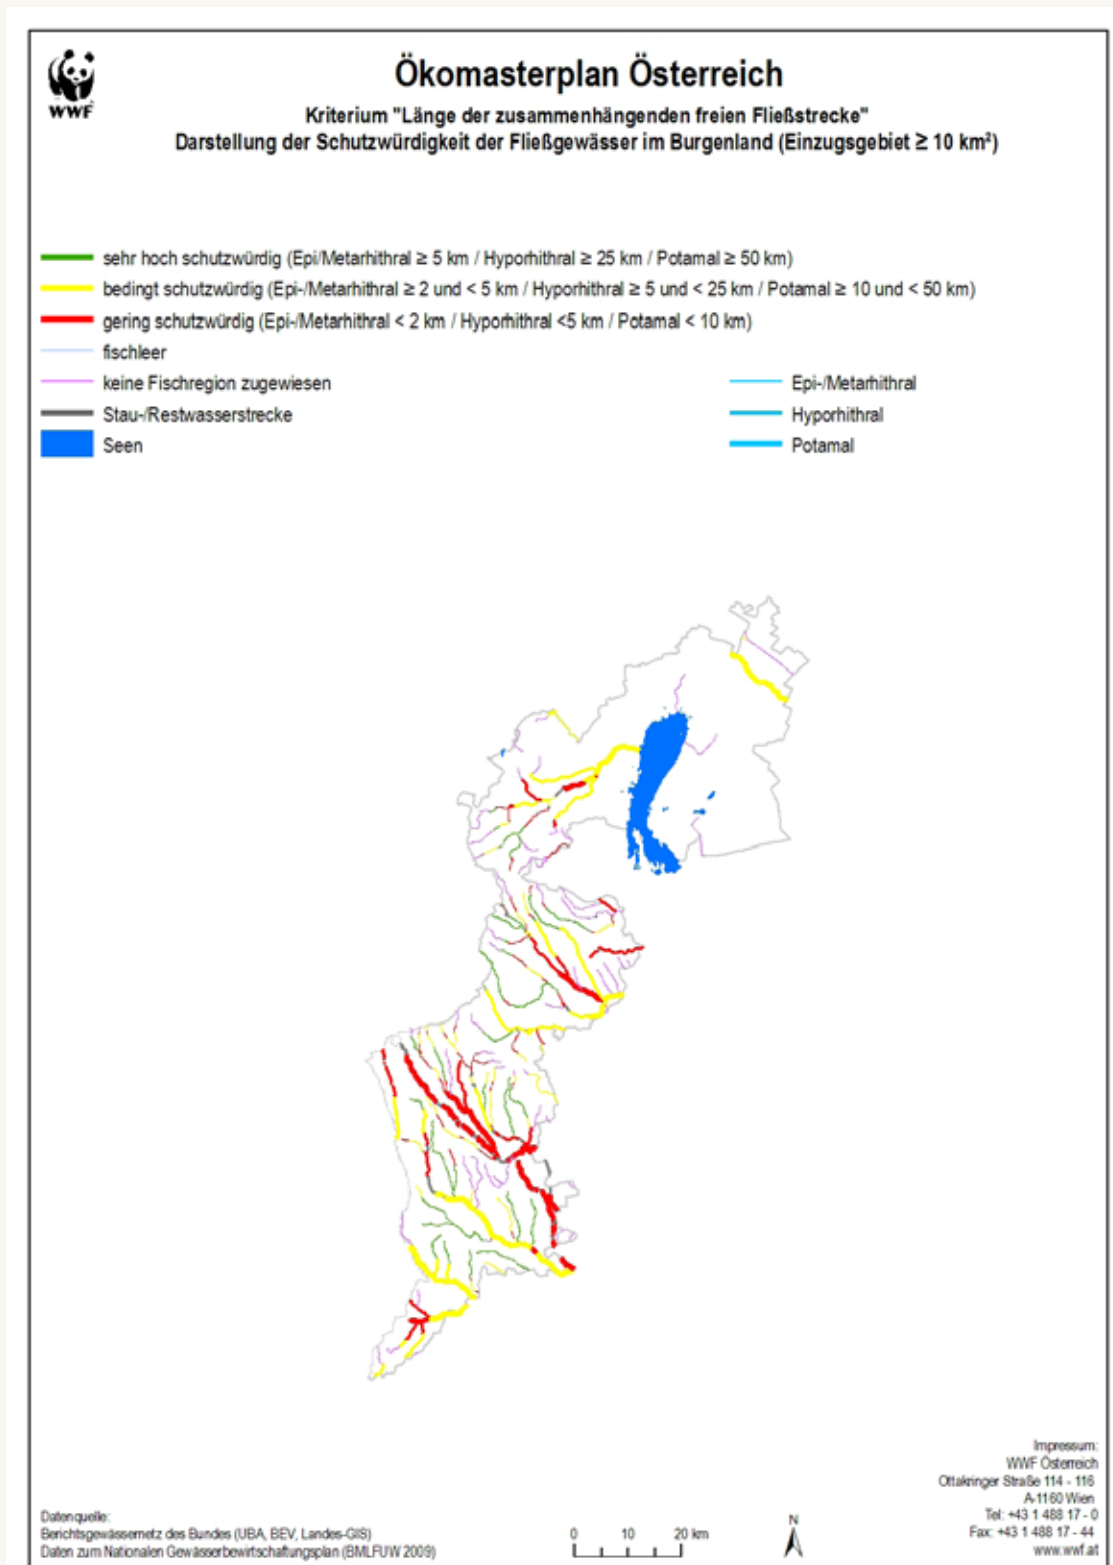 WWF
Ökomasterplan Österreich
Kriterium "Länge der zusammenhängenden freien Fließstrecke"
Darstellung der Schutzwürdigkeit der Fließgewässer im Burgenland (Einzugsgebiet ≥ 10 km²)
sehr hoch schutzwürdig (Epi/Metarhithral ≥ 5 km / Hyporhithral ≥ 25 km / Potamal ≥ 50 km)
bedingt schutzwürdig (Epi-/Metarhithral ≥ 2 und < 5 km / Hyporhithral ≥ 5 und < 25 km / Potamal ≥ 10 und < 50 km)
gering schutzwürdig (Epi-/Metarhithral < 2 km / Hyporhithral <5 km / Potamal < 10 km)
fischleer
keine Fischregion zugewiesen
Stau-/Restwasserstrecke
Seen
Epi-/Metarhithral
Hyporhithral
Potamal
Datenquelle:
Berichtsgewässernetz des Bundes (UBA, BEV, Landes-GIS)
Daten zum Nationalen Gewässerbewirtschaftungsplan (BMLFUW 2009)
0 10 20 km
N
Impressum:
WWF Österreich
Ottakringer Straße 114 - 116
A-1160 Wien
Tel: +43 1 488 17 - 0
Fax: +43 1 488 17 - 44
www.wwf.at